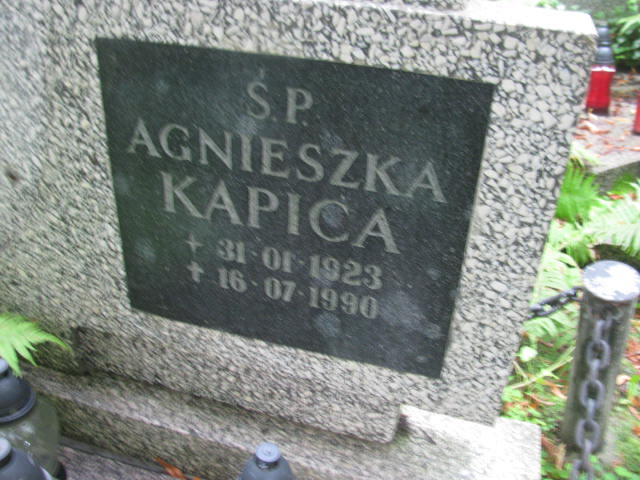 Ś.P.
AGNIESZKA
KAPICA
+ 31·01·1923
+ 16·07·1990